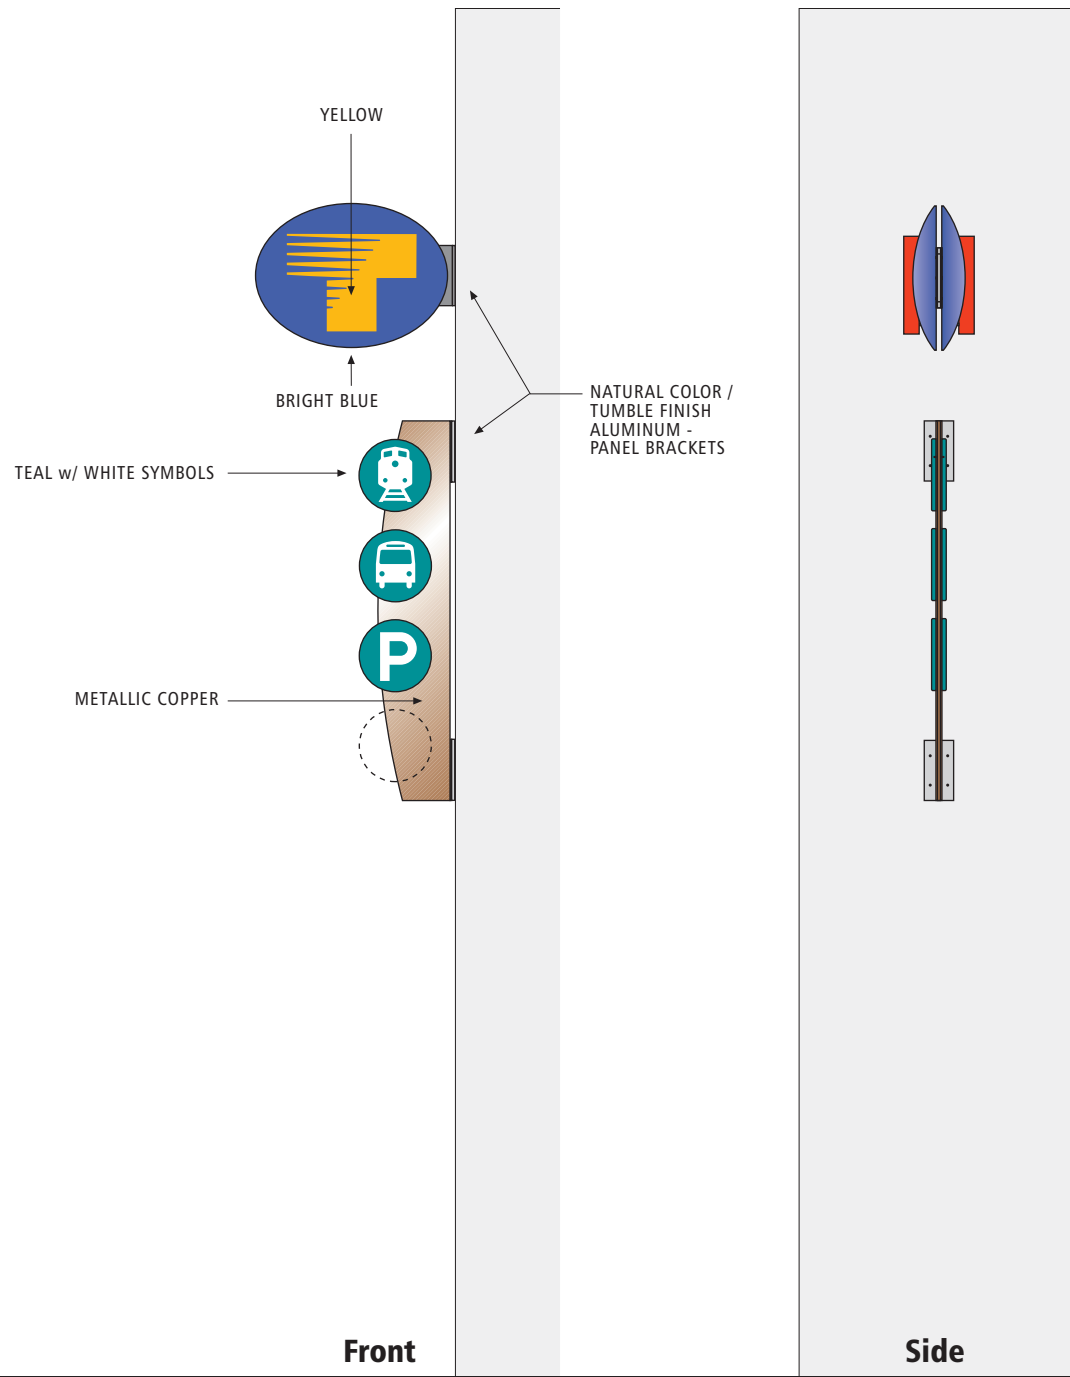 YELLOW
BRIGHT BLUE
NATURAL COLOR /
TUMBLE FINISH
ALUMINUM -
PANEL BRACKETS
TEAL w/ WHITE SYMBOLS
P
METALLIC COPPER
Front
Side